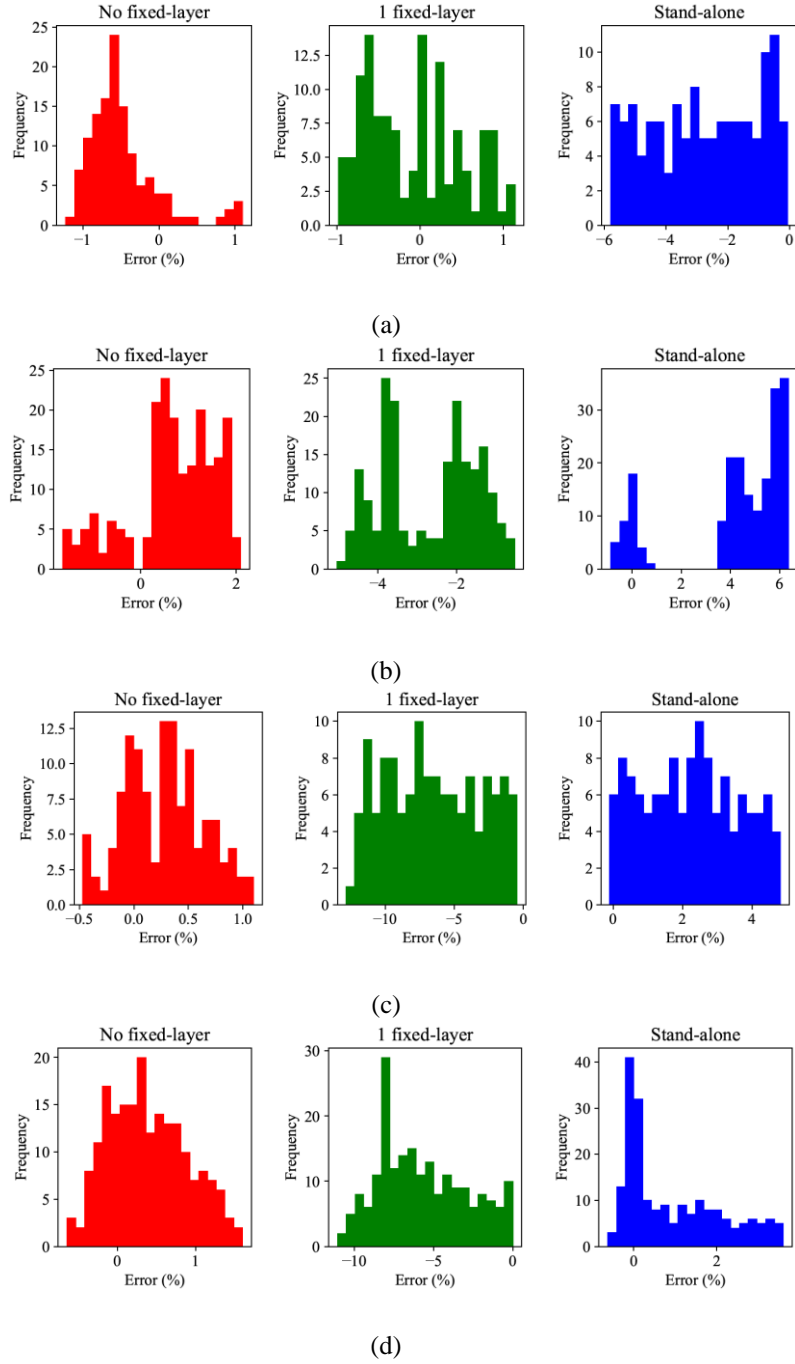 No fixed-layer 1 fixed-layer Stand-alone
Frequency Frequency Frequency
25 20 15 10 5 0
12.5 10.0 7.5 5.0 2.5 0.0
10 8 6 4 2 0
−1 0 1 −1 0 1 −6 −4 −2 0
Error (%) Error (%) Error (%)
(a)
No fixed-layer 1 fixed-layer Stand-alone
Frequency Frequency Frequency
25 20 15 10 5 0
25 20 15 10 5 0
30 20 10 0
0 2 −4 −2 0 2 4 6
Error (%) Error (%) Error (%)
(b)
No fixed-layer 1 fixed-layer Stand-alone
Frequency Frequency Frequency
12.5 10.0 7.5 5.0 2.5 0.0
10 8 6 4 2 0
10 8 6 4 2 0
−0.5 0.0 0.5 1.0 −10 −5 0 0 2 4
Error (%) Error (%) Error (%)
(c)
No fixed-layer 1 fixed-layer Stand-alone
Frequency Frequency Frequency
20 15 10 5 0
30 20 10 0
40 30 20 10 0
0 1 −10 −5 0 0 2
Error (%) Error (%) Error (%)
(d)